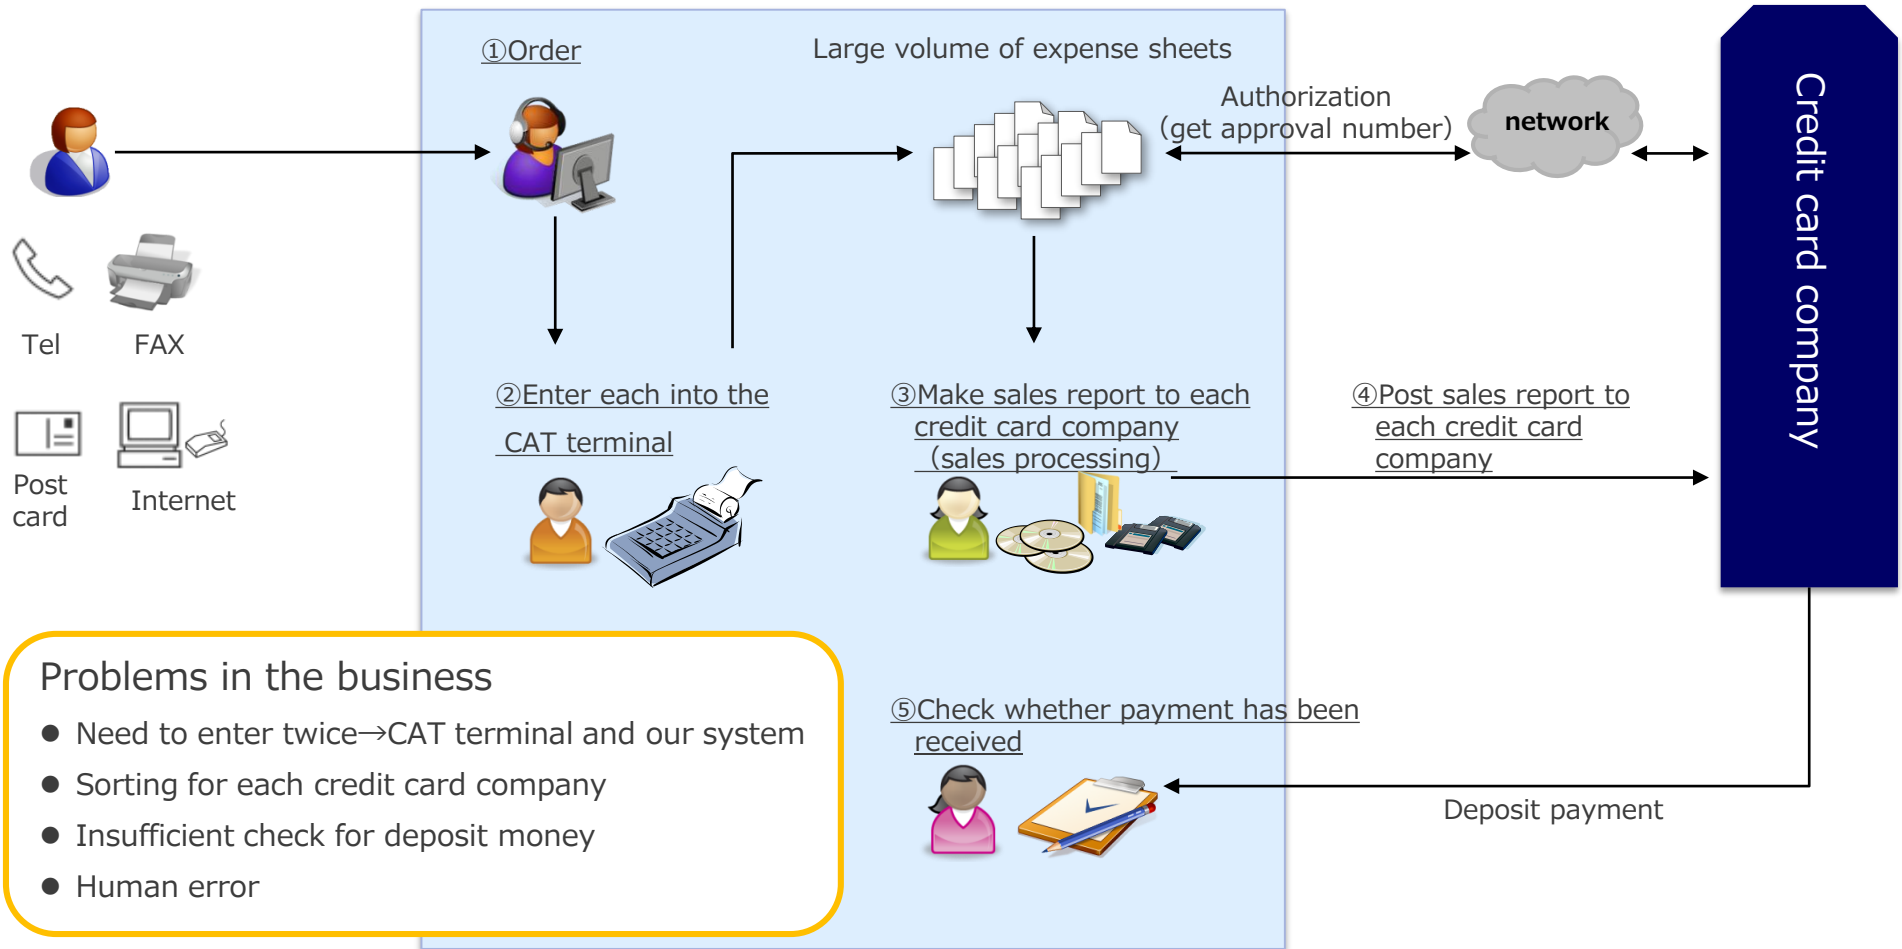 ①Order
Large volume of expense sheets
Authorization
（get approval number）
network
Credit card company
Tel
FAX
Post
card
Internet
②Enter each into the
CAT terminal
③Make sales report to each
credit card company
（sales processing）
④Post sales report to
each credit card
company
Problems in the business
● Need to enter twice→CAT terminal and our system
● Sorting for each credit card company
● Insufficient check for deposit money
● Human error
⑤Check whether payment has been
received
Deposit payment